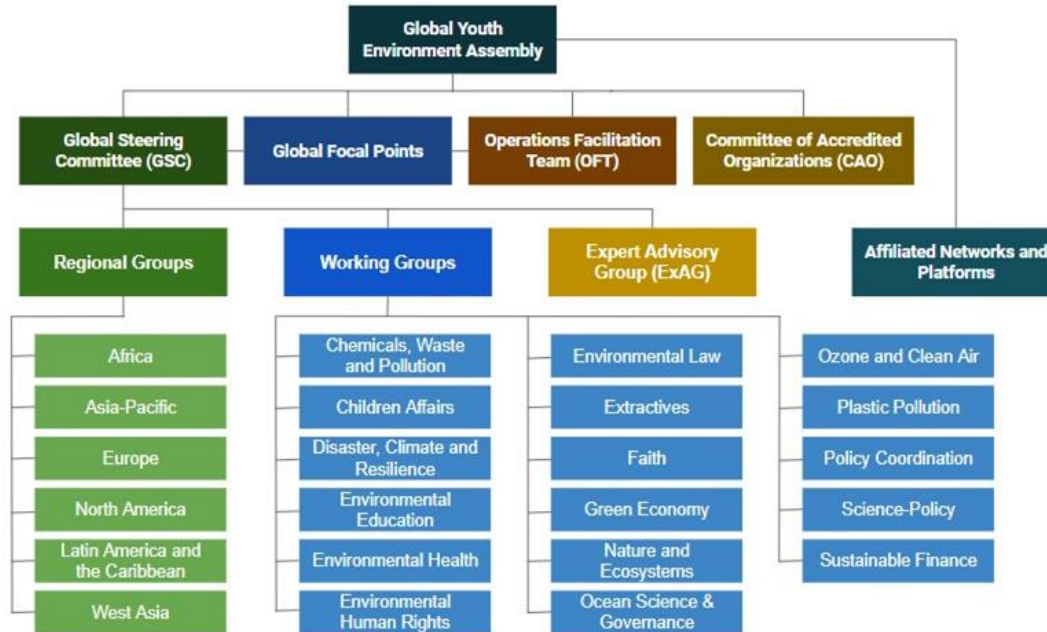 Global Youth
Environment Assembly
Global Steering
Committee (GSC)
Global Focal Points
Operations Facilitation
Team (OFT)
Committee of Accredited
Organizations (CAO)
Regional Groups
Working Groups
Expert Advisory
Group (ExAG)
Affiliated Networks and
Platforms
Africa
Asia-Pacific
Europe
North America
Latin America and
the Caribbean
West Asia
Chemicals, Waste
and Pollution
Children Affairs
Disaster, Climate and
Resilience
Environmental
Education
Environmental Health
Environmental
Human Rights
Environmental Law
Extractives
Faith
Green Economy
Nature and
Ecosystems
Ocean Science &
Governance
Ozone and Clean Air
Plastic Pollution
Policy Coordination
Science-Policy
Sustainable Finance